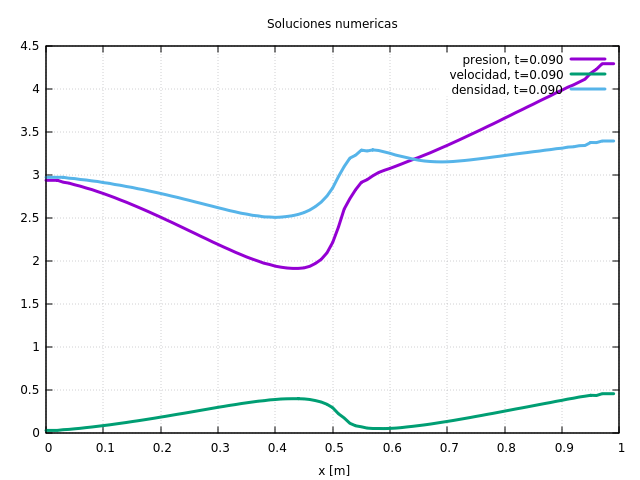 Soluciones numericas
presion, t=0.090
velocidad, t=0.090
densidad, t=0.090
4.5
4
3.5
3
2.5
2
1.5
1
0.5
0
0 0.1 0.2 0.3 0.4 0.5 0.6 0.7 0.8 0.9 1
x [m]